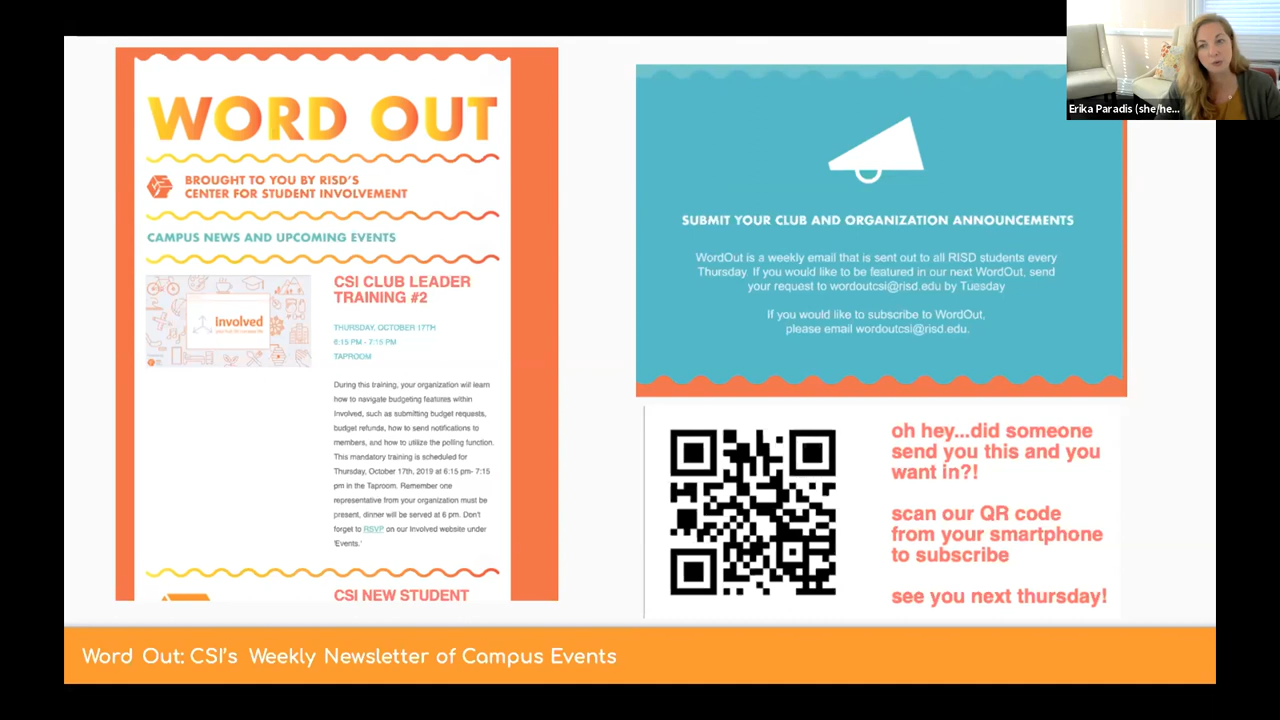 WORD OUT
BROUGHT TO YOU BY RISD'S
CENTER FOR STUDENT INVOLVEMENT
CAMPUS NEWS AND UPCOMING EVENTS
Involved
CSI CLUB LEADER
TRAINING #2
THURSDAY, OCTOBER 17TH
6:15 PM - 7:15 PM
TAPROOM
During this training, your organization will learn
how to navigate budgeting features within
Involved, such as submitting budget requests,
budget refunds, how to send notifications to
members, and how to utilize the polling function.
This mandatory training is scheduled for
Thursday, October 17th, 2019 at 6:15 pm- 7:15
pm in the Taproom. Remember one
representative from your organization must be
present, dinner will be served at 6 pm. Don't
forget to RSVP on our Involved website under
'Events.'
CSI NEW STUDENT
SUBMIT YOUR CLUB AND ORGANIZATION ANNOUNCEMENTS
WordOut is a weekly email that is sent out to all RISD students every
Thursday. If you would like to be featured in our next WordOut, send
your request to wordoutcsi@risd.edu by Tuesday
If you would like to subscribe to WordOut,
please email wordoutcsi@risd.edu.
oh hey...did someone
send you this and you
want in?!
scan our QR code
from your smartphone
to subscribe
see you next thursday!
Word Out: CSI's Weekly Newsletter of Campus Events
Erika Paradis (she/he...